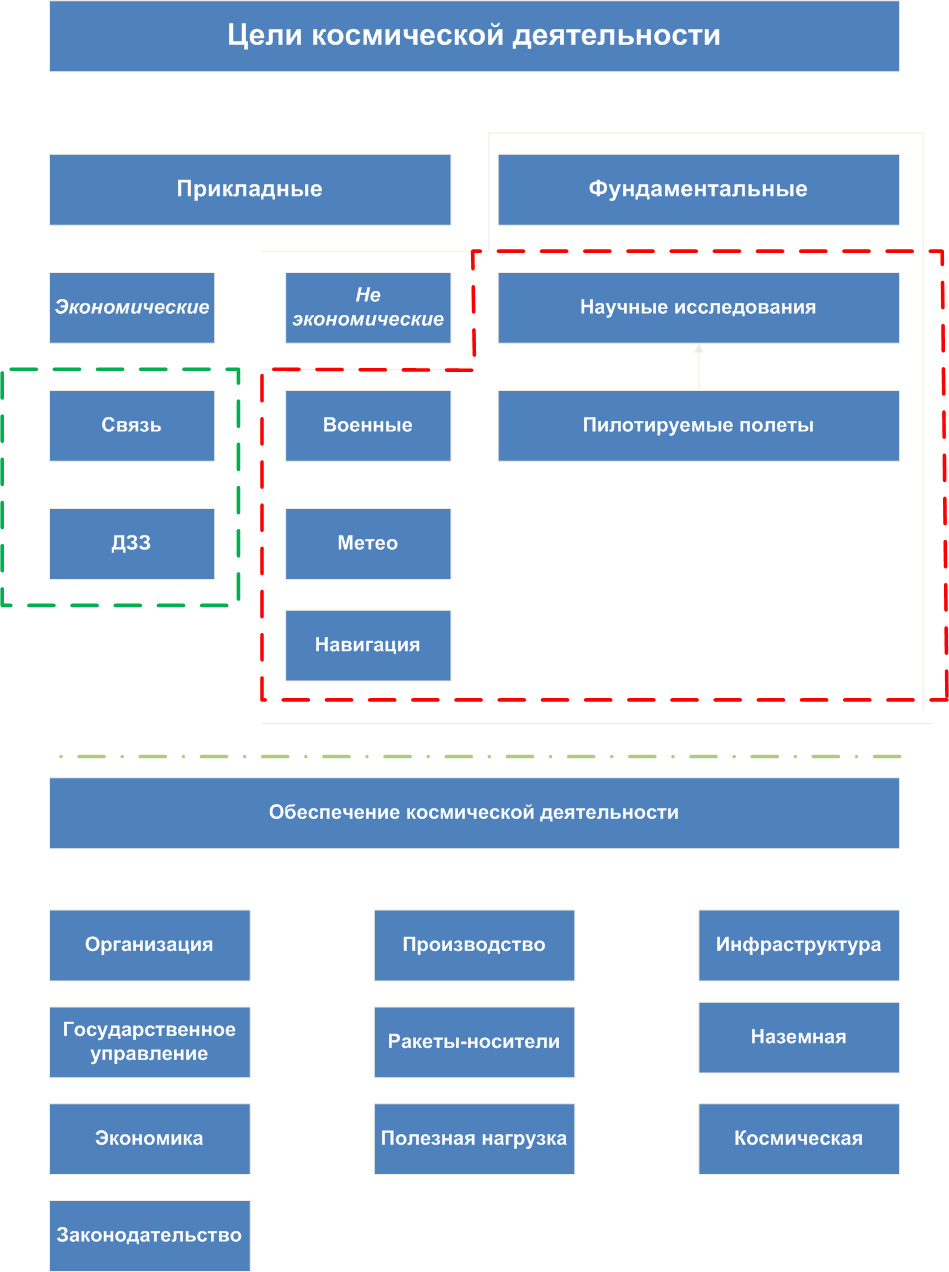 Цели космической деятельности
Прикладные
Фундаментальные
Экономические
Не
экономические
Научные исследования
Связь
Военные
Пилотируемые полеты
ДЗЗ
Метео
Навигация
Обеспечение космической деятельности
Организация
Производство
Инфраструктура
Государственное
управление
Ракеты-носители
Наземная
Экономика
Полезная нагрузка
Космическая
Законодательство